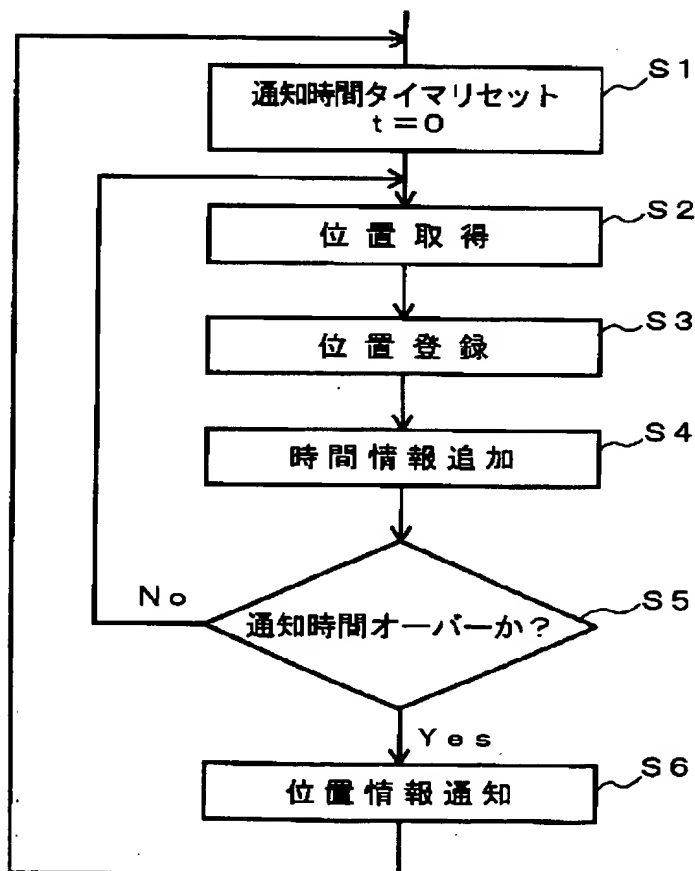 通知時間タイマリセット
t=0
S1
位置取得
S2
位置登録
S3
時間情報追加
S4
通知時間オーバーか?
S5
No
Yes
位置情報通知
S6